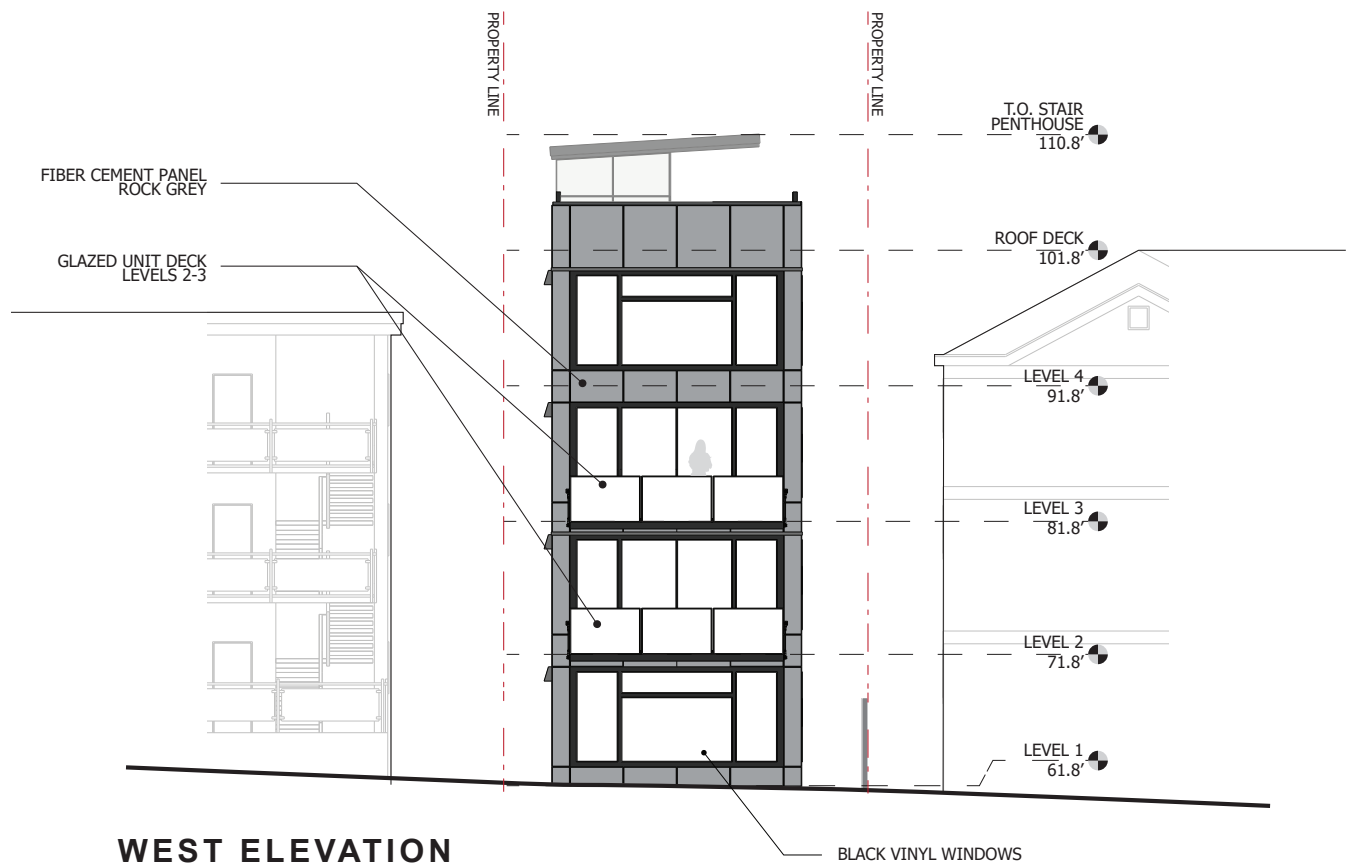 PROPERTY LINE
PROPERTY LINE
T.O. STAIR
PENTHOUSE
110.8'
FIBER CEMENT PANEL
ROCK GREY
ROOF DECK
101.8'
GLAZED UNIT DECK
LEVELS 2-3
LEVEL 4
91.8'
LEVEL 3
81.8'
LEVEL 2
71.8'
LEVEL 1
61.8'
WEST ELEVATION
BLACK VINYL WINDOWS